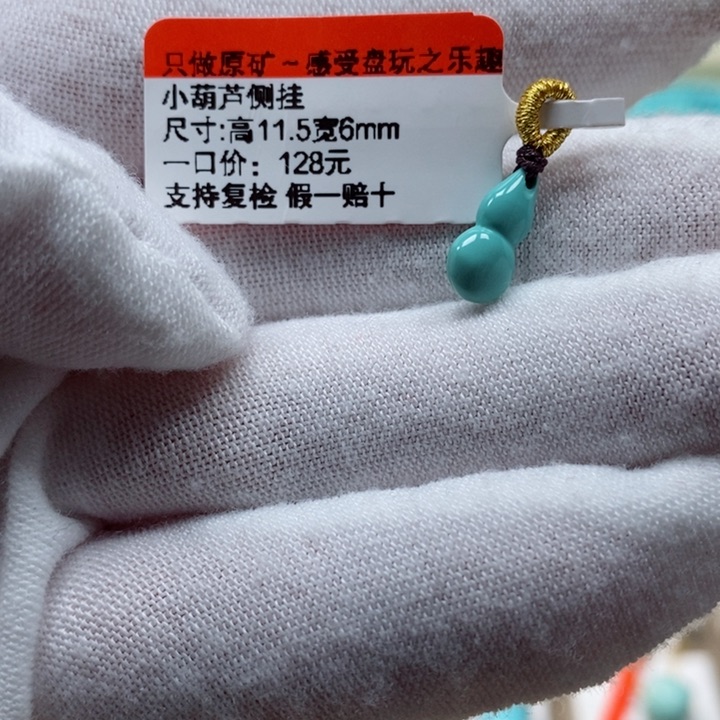 只做原矿~感受盘玩之乐趣
小葫芦侧挂
尺寸:高11.5宽6mm
一口价：128元
支持复检 假一赔十